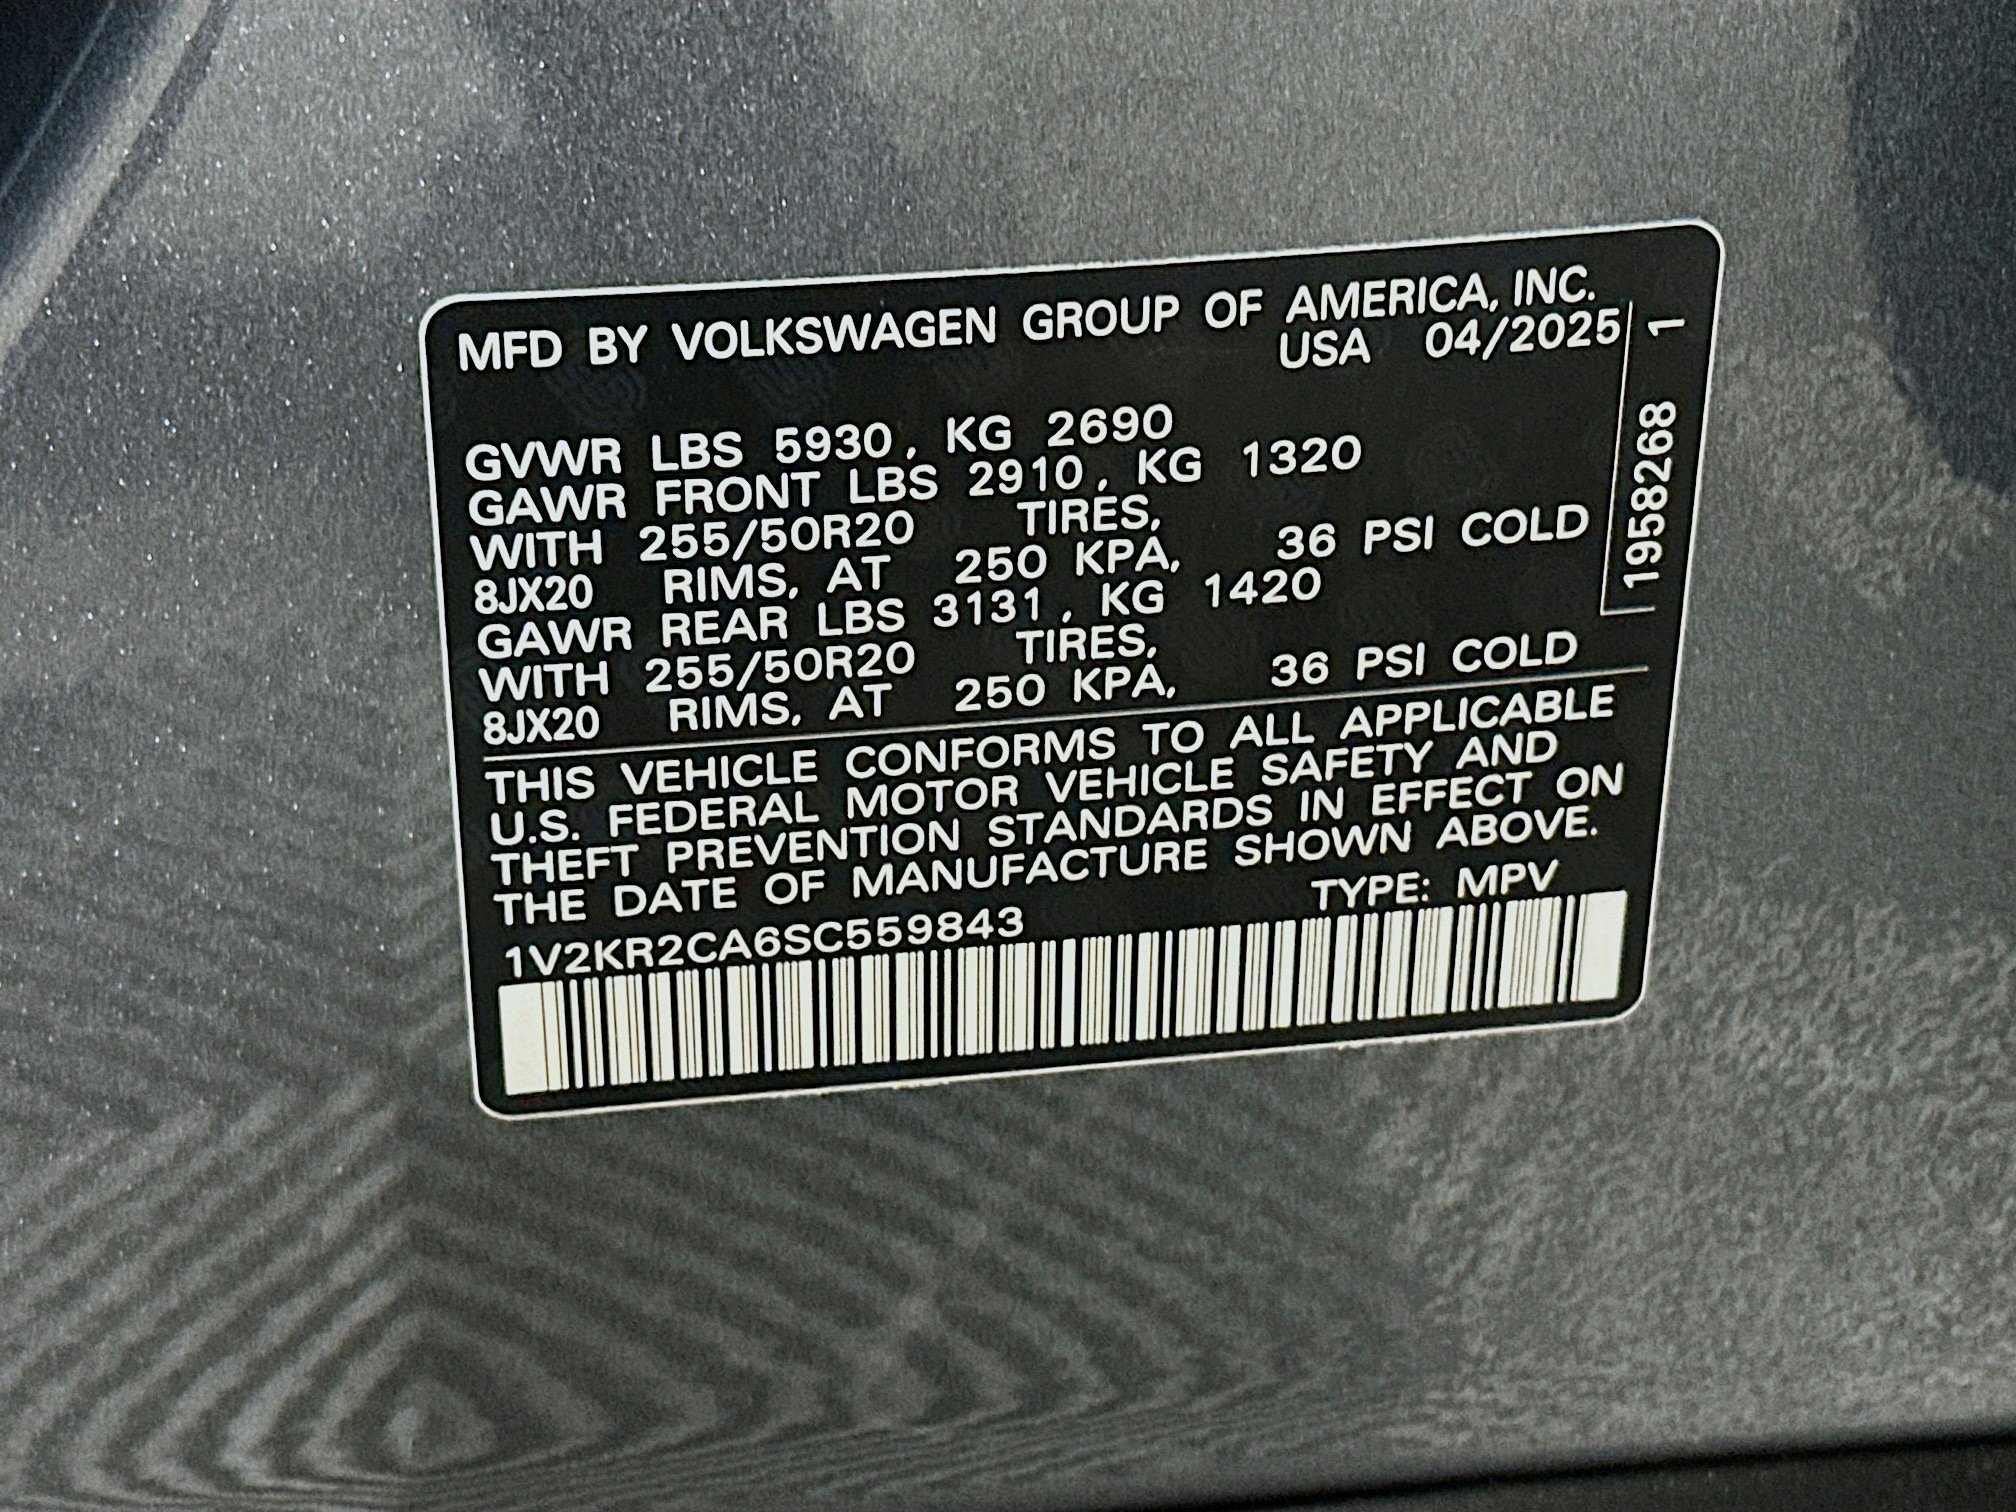 MFD BY VOLKSWAGEN GROUP OF AMERICA, INC.
USA 04/2025
GVWR LBS 5930, KG 2690
GAWR FRONT LBS 2910, KG 1320
WITH 255/50R20 TIRES,
8JX20 RIMS, AT 250 KPA, 36 PSI COLD
GAWR REAR LBS 3131, KG 1420
WITH 255/50R20 TIRES,
8JX20 RIMS, AT 250 KPA, 36 PSI COLD
THIS VEHICLE CONFORMS TO ALL APPLICABLE
U.S. FEDERAL MOTOR VEHICLE SAFETY AND
THEFT PREVENTION STANDARDS IN EFFECT ON
THE DATE OF MANUFACTURE SHOWN ABOVE.
1V2KR2CA6SC559843 TYPE: MPV
1958268 1